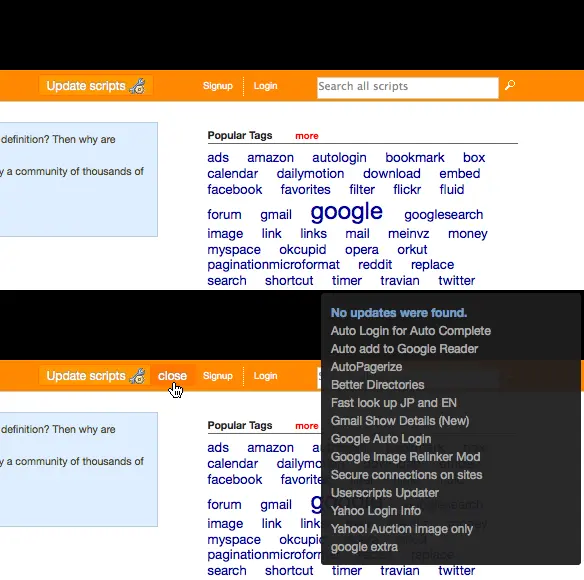 Update scripts Signup Login Search all scripts
definition? Then why are
y a community of thousands of
Popular Tags more
ads amazon autologin bookmark box
calendar dailymotion download embed
facebook favorites filter flickr fluid
forum gmail google googlesearch
image link links mail meinvz money
myspace okcupid opera orkut
paginationmicroformat reddit replace
search shortcut timer travian twitter
Update scripts close Signup Login
definition? Then why are
y a community of thousands of
Popular Tags more
ads amazon
calendar
facebook
forum gmail
image link
myspace
search shortcut timer travian twitter
No updates were found.
Auto Login for Auto Complete
Auto add to Google Reader
AutoPagerize
Better Directories
Fast look up JP and EN
Gmail Show Details (New)
Google Auto Login
Google Image Relinker Mod
Secure connections on sites
Userscripts Updater
Yahoo Login Info
Yahoo! Auction image only
google extra